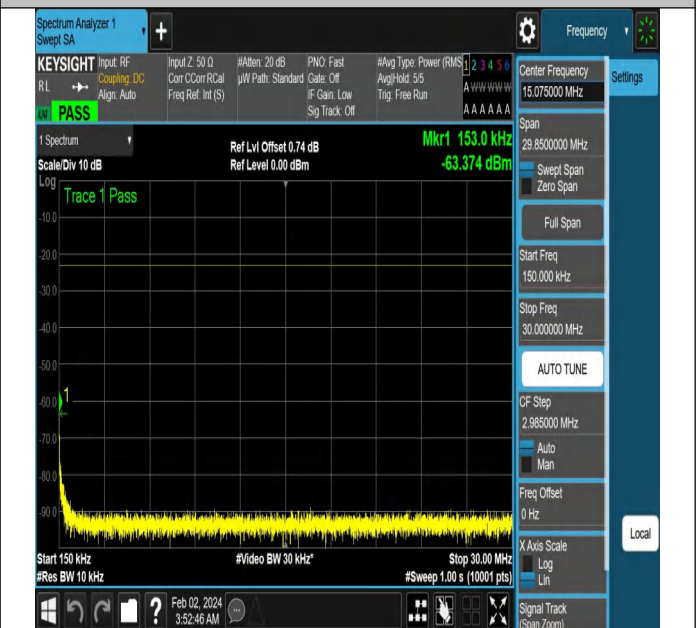 Spectrum Analyzer 1
Swept SA
+
Frequency
KEYSIGHT
RL
PASS
Input: RF
Coupling: DC
Align: Auto
Input Z: 50 Ω
Corr CCorr RCal
Freq Ref: Int (S)
#Atten: 20 dB
µW Path: Standard
PNO: Fast
Gate: Off
IF Gain: Low
Sig Track: Off
#Avg Type: Power (RMS
Avg|Hold: 5/5
Trig: Free Run
1 2 3 4 5 6
A W W W W W
A A A A A A
1 Spectrum
Scale/Div 10 dB
Ref Lvl Offset 0.74 dB
Ref Level 0.00 dBm
Mkr1 153.0 kHz
-63.374 dBm
Log
Trace 1 Pass
-10.0
-20.0
-30.0
-40.0
-50.0
-60.0
-70.0
-80.0
-90.0
1
Start 150 kHz
#Res BW 10 kHz
#Video BW 30 kHz*
Stop 30.00 MHz
#Sweep 1.00 s (10001 pts)
Feb 02, 2024
3:52:46 AM
?
Settings
Center Frequency
15.075000 MHz
Span
29.8500000 MHz
Swept Span
Zero Span
Full Span
Start Freq
150.000 kHz
Stop Freq
30.000000 MHz
AUTO TUNE
CF Step
2.985000 MHz
Auto
Man
Freq Offset
0 Hz
X Axis Scale
Log
Lin
Signal Track
(Span Zoom)
Local